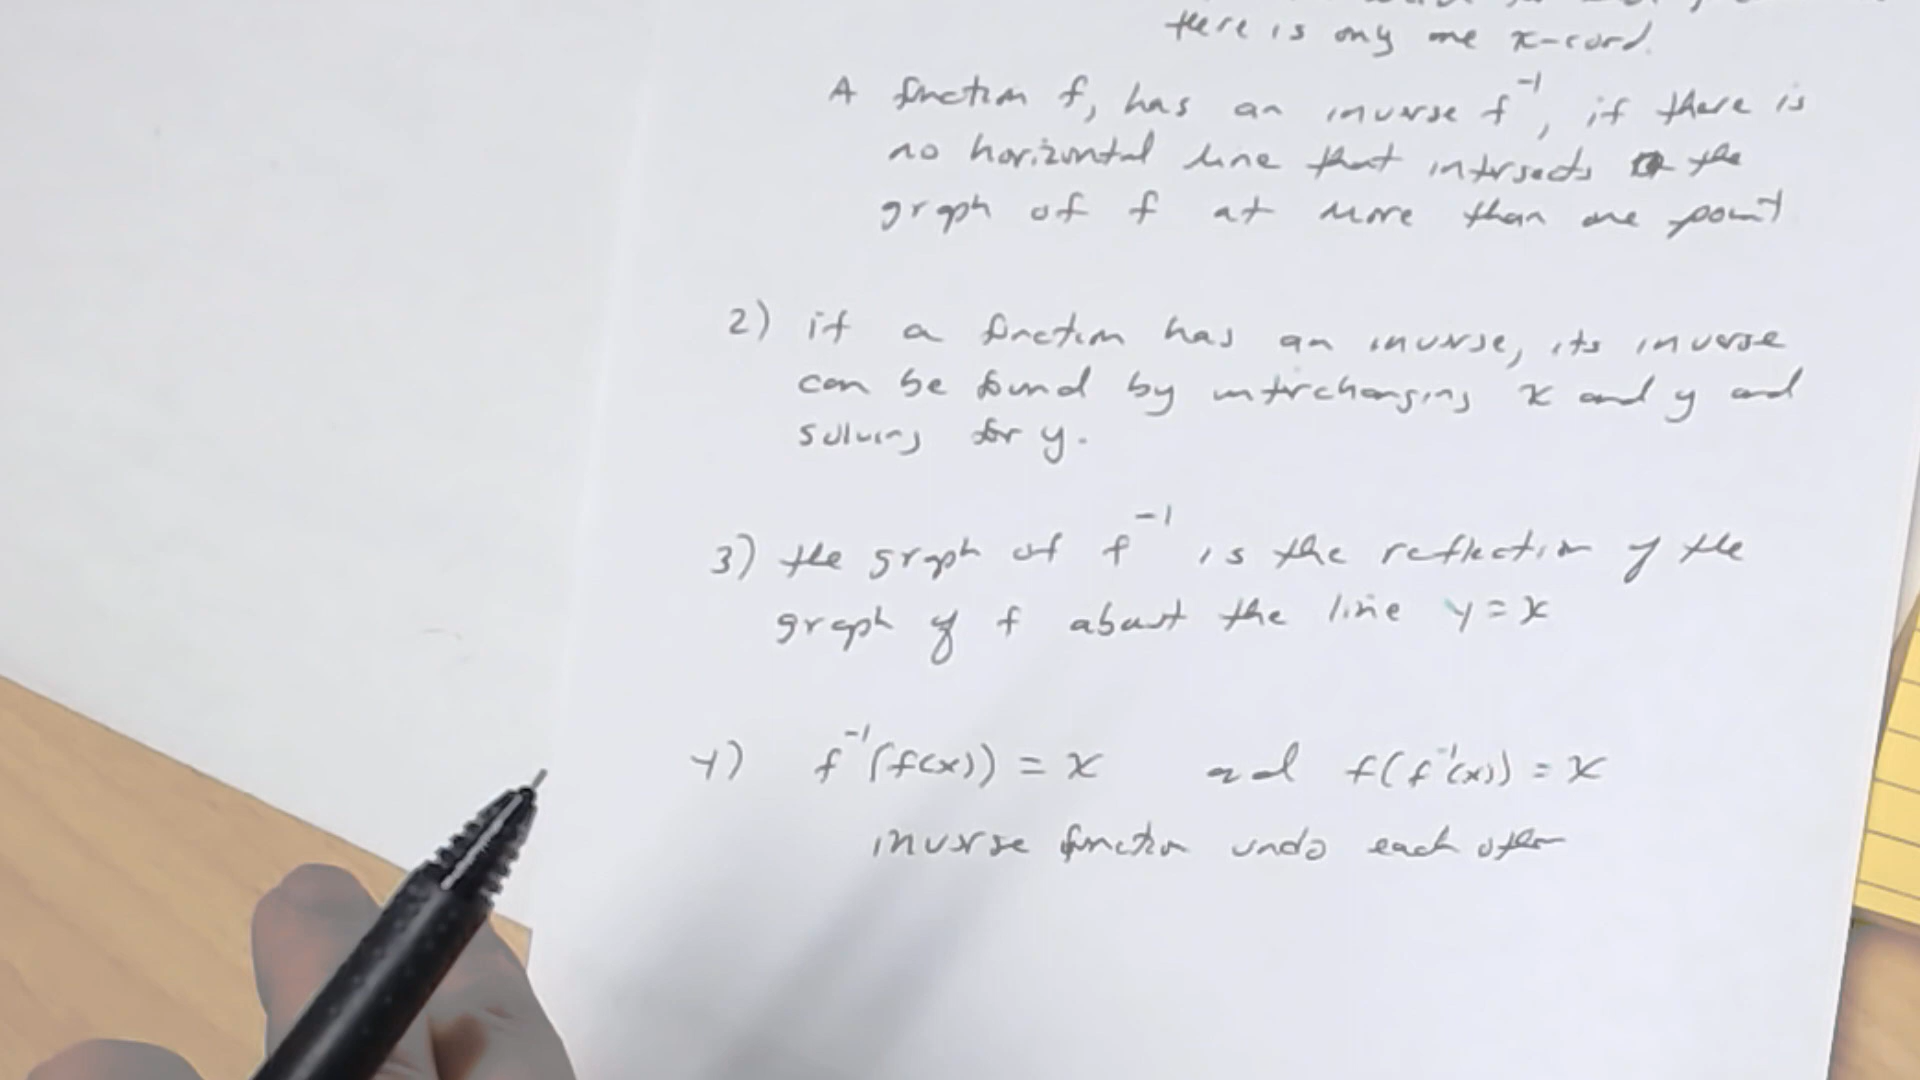 there is only one x-cord.
A function f, has an inverse f⁻¹, if there is
no horizontal line that intersects the
graph of f at more than one point
2) if a function has an inverse, its inverse
can be found by interchanging x and y and
solving for y.
3) the graph of f⁻¹ is the reflection of the
graph of f about the line y = x
4) f⁻¹(f(x)) = x and f(f⁻¹(x)) = x
inverse function undo each other